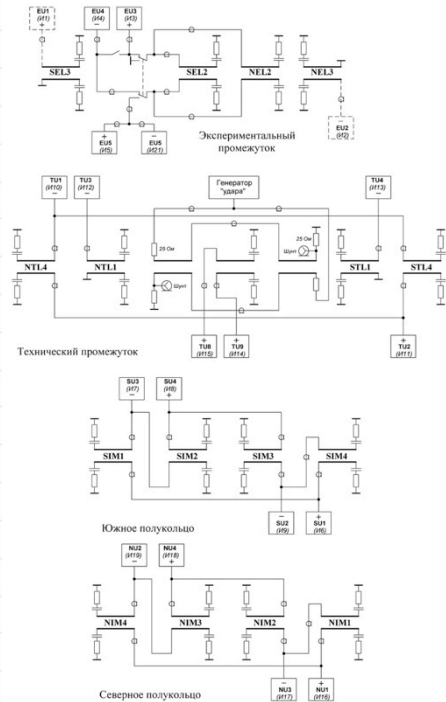 EU1
(И1)
+
EU4
(И4)
−
EU3
(И3)
+
SEL3
SEL2
NEL2
NEL3
+
EU5
(И5)
−
EU5
(И21)
−
EU2
(И2)
Экспериментальный
промежуток
TU1
(И10)
−
TU3
(И12)
−
Генератор
"удара"
TU4
(И13)
−
25 Ом
25 Ом
Шунт
Шунт
NTL4
NTL1
STL1
STL4
+
TU8
(И15)
+
TU9
(И14)
+
TU2
(И11)
Технический промежуток
SU3
(И7)
−
SU4
(И8)
+
SIM1
SIM2
SIM3
SIM4
−
SU2
(И9)
+
SU1
(И6)
Южное полукольцо
NU2
(И19)
−
NU4
(И18)
+
NIM4
NIM3
NIM2
NIM1
−
NU3
(И17)
+
NU1
(И16)
Северное полукольцо